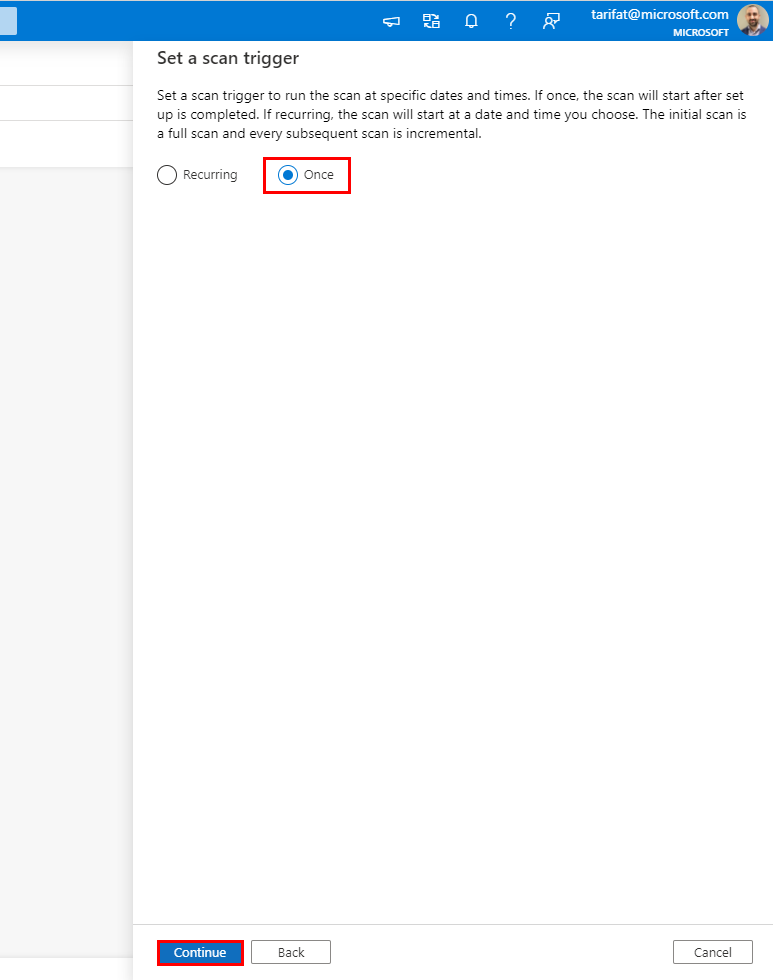 tarifat@microsoft.com
MICROSOFT
Set a scan trigger
Set a scan trigger to run the scan at specific dates and times. If once, the scan will start after set
up is completed. If recurring, the scan will start at a date and time you choose. The initial scan is
a full scan and every subsequent scan is incremental.
Recurring Once
Continue Back Cancel